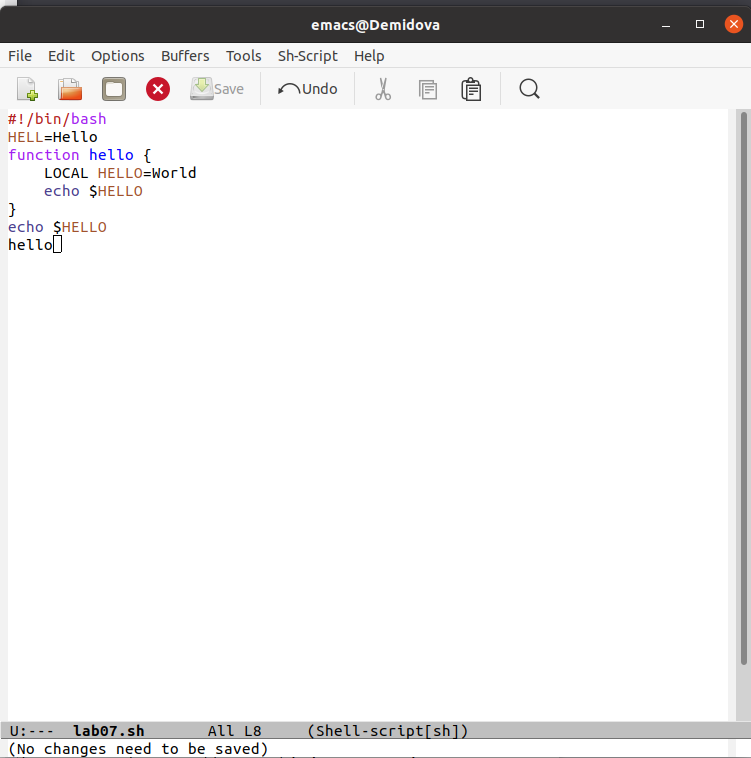 emacs@Demidova
File Edit Options Buffers Tools Sh-Script Help
Save Undo
#!/bin/bash
HELL=Hello
function hello {
    LOCAL HELLO=World
    echo $HELLO
}
echo $HELLO
hello
U:--- lab07.sh All L8 (Shell-script[sh])
(No changes need to be saved)